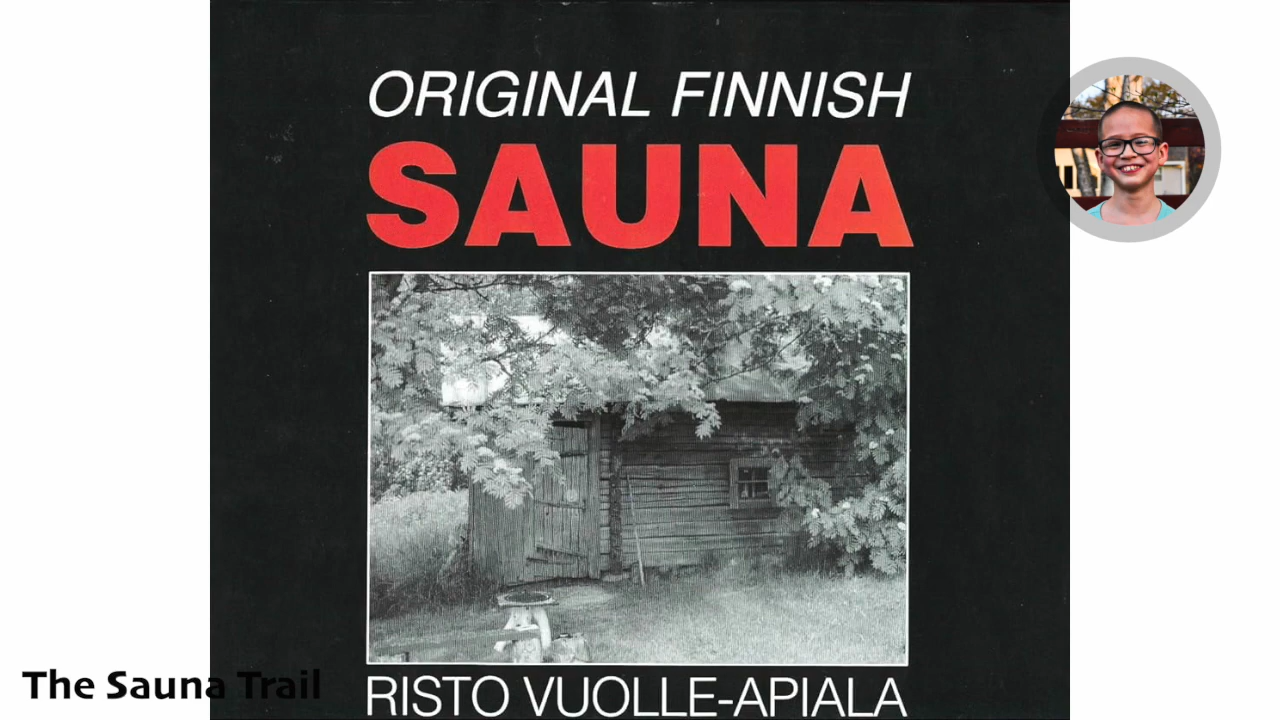 ORIGINAL FINNISH
SAUNA
RISTO VUOLLE-APIALA
The Sauna Trail